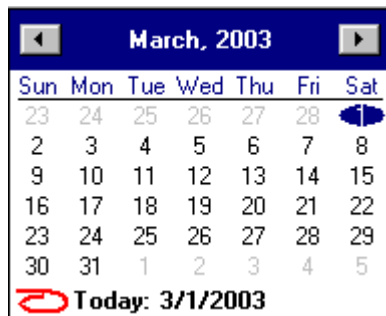 March, 2003
Sun Mon Tue Wed Thu Fri Sat
23 24 25 26 27 28 1
2 3 4 5 6 7 8
9 10 11 12 13 14 15
16 17 18 19 20 21 22
23 24 25 26 27 28 29
30 31 1 2 3 4 5
Today: 3/1/2003